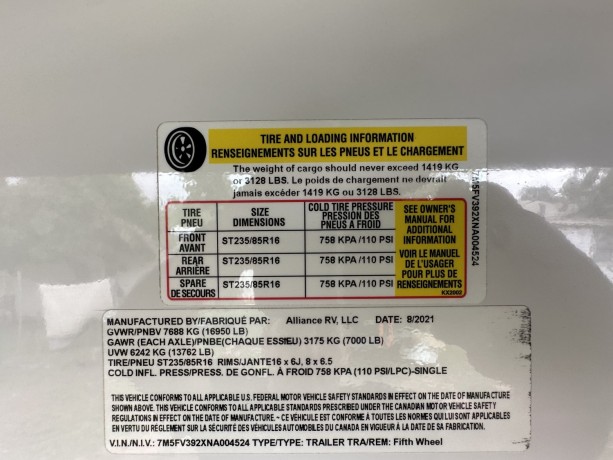 TIRE AND LOADING INFORMATION
RENSEIGNEMENTS SUR LES PNEUS ET LE CHARGEMENT
The weight of cargo should never exceed 1419 KG
or 3128 LBS. Le poids de chargement ne devrait
jamais excéder 1419 KG ou 3128 LBS.
7M5FV392XNA004524
TIRE PNEU SIZE DIMENSIONS COLD TIRE PRESSURE PRESSION DES PNEUS A FROID
FRONT AVANT ST235/85R16 758 KPA /110 PSI
REAR ARRIÈRE ST235/85R16 758 KPA /110 PSI
SPARE DE SECOURS ST235/85R16 758 KPA /110 PSI
SEE OWNER'S
MANUAL FOR
ADDITIONAL
INFORMATION
VOIR LE MANUEL
DE L'USAGER
POUR PLUS DE
RENSEIGNEMENTS
MANUFACTURED BY/FABRIQUÉ PAR: Alliance RV, LLC DATE: 8/2021
GVWR/PNBV 7688 KG (16950 LB)
GAWR (EACH AXLE)/PNBE(CHAQUE ESSIEU) 3175 KG (7000 LB)
UVW 6242 KG (13762 LB)
TIRE/PNEU ST235/85R16 RIMS/JANTE16 x 6J, 8 x 6.5
COLD INFL. PRESS/PRESS. DE GONFL. À FROID 758 KPA (110 PSI/LPC)-SINGLE
THIS VEHICLE CONFORMS TO ALL APPLICABLE U.S. FEDERAL MOTOR VEHICLE SAFETY STANDARDS IN EFFECT ON THE DATE OF MANUFACTURE
SHOWN ABOVE. THIS VEHICLE CONFORMS TO ALL APPLICABLE STANDARDS PRESCRIBED UNDER THE CANADIAN MOTOR VEHICLE SAFETY
REGULATIONS IN EFFECT ON THE DATE OF MANUFACTURE. ~ CE VÉHICULE EST CONFORME À TOUTES LES NORMES QUI LUI SONT APPLICABLES
EN VERTU DU RÈGLEMENT SUR LA SÉCURITÉ DES VÉHICULES AUTOMOBILES DU CANADA EN VIGUEUR À LA DATE DE SA FABRICATION.
V.I.N./N.I.V.: 7M5FV392XNA004524 TYPE/TYPE: TRAILER TRA/REM: Fifth Wheel